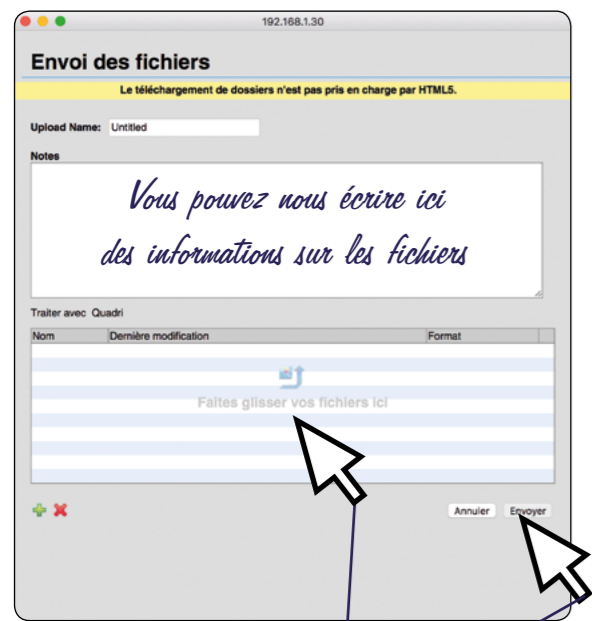 192.168.1.30
Envoi des fichiers
Le téléchargement de dossiers n'est pas pris en charge par HTML5.
Upload Name: Untitled
Notes
Vous pouvez nous écrire ici
des informations sur les fichiers
Traiter avec Quadri
Nom Dernière modification Format
Faites glisser vos fichiers ici
Annuler Envoyer